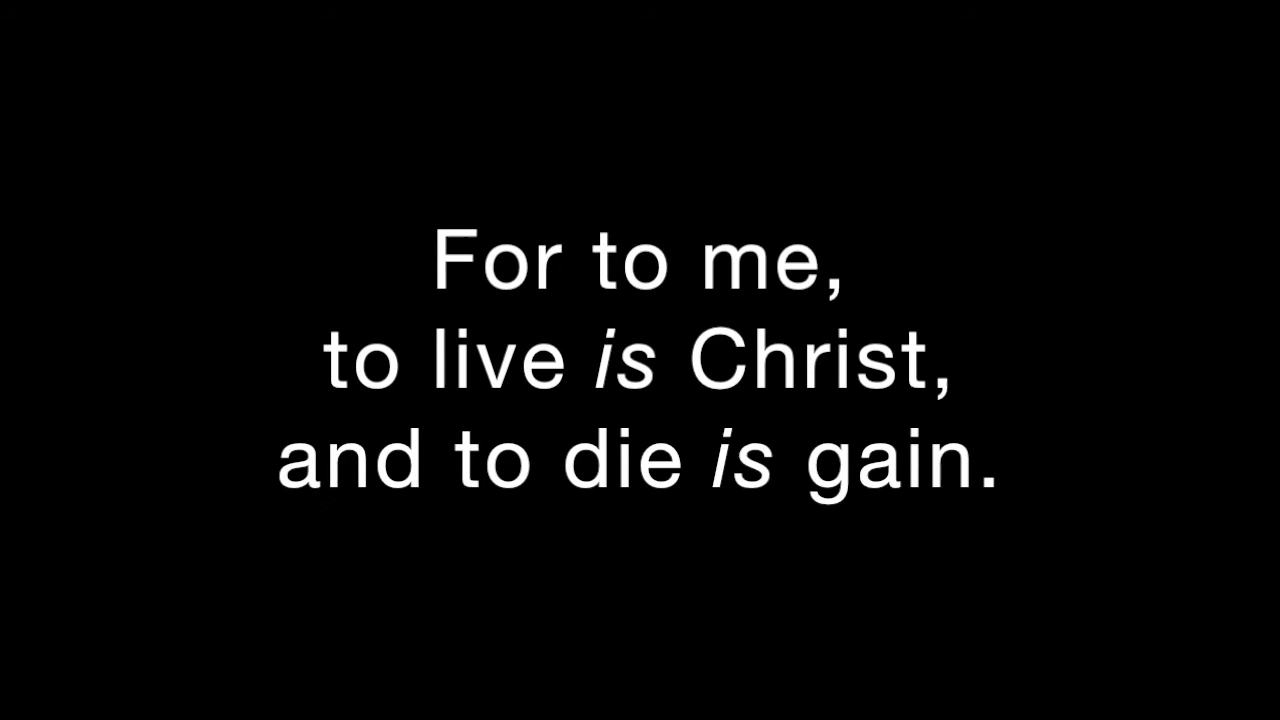 For to me,
to live is Christ,
and to die is gain.